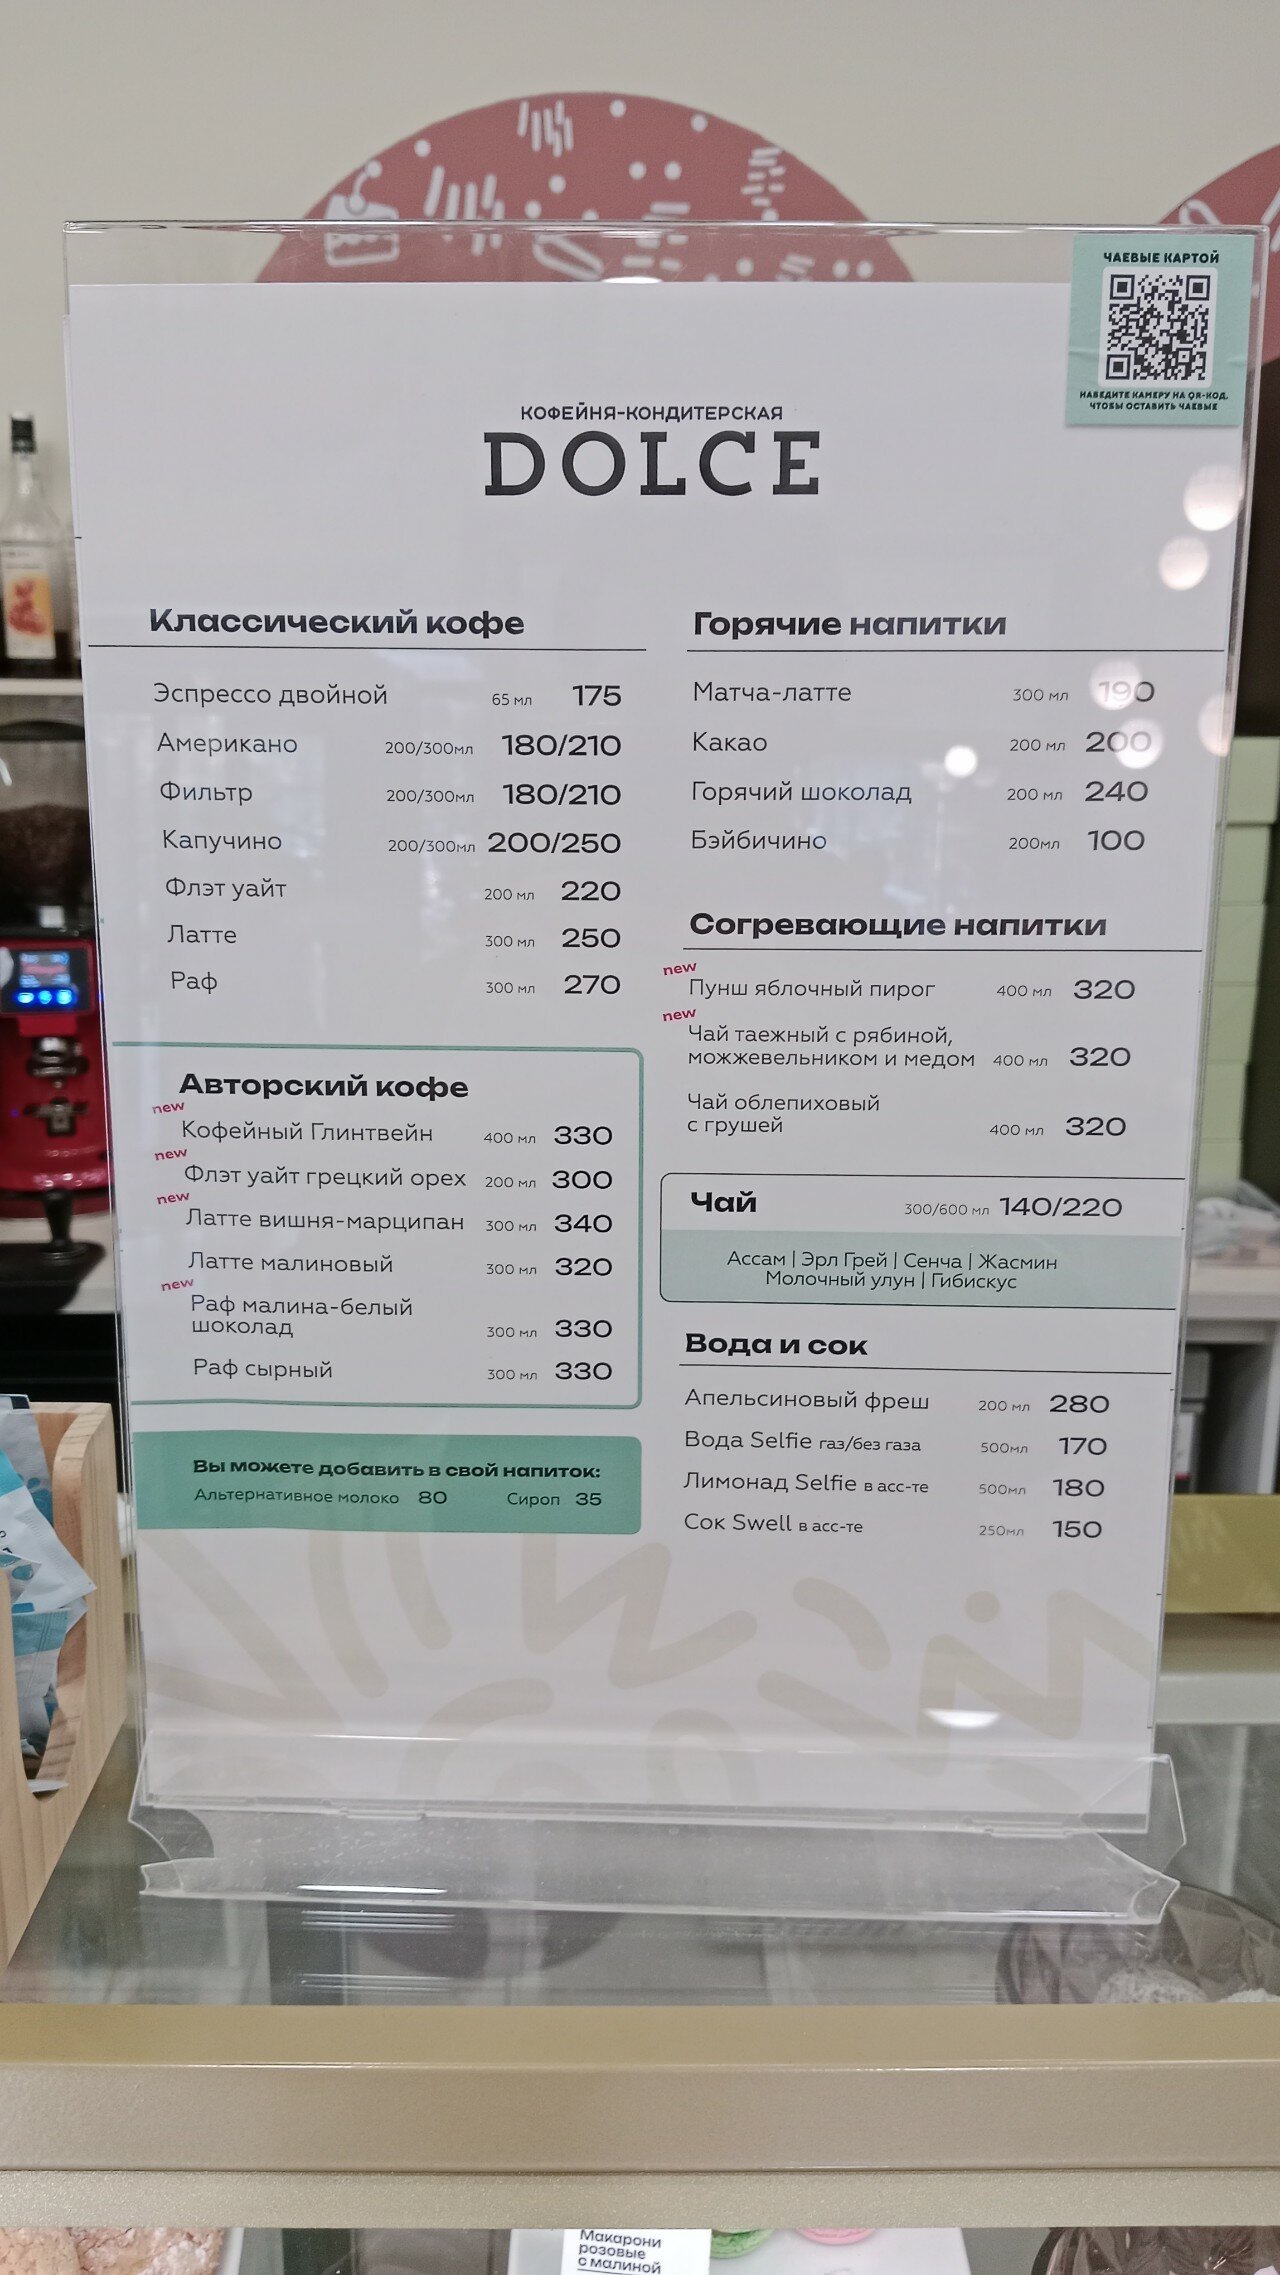 ЧАЕВЫЕ КАРТОЙ
НАВЕДИТЕ КАМЕРУ НА QR-КОД,
ЧТОБЫ ОСТАВИТЬ ЧАЕВЫЕ
КОФЕЙНЯ-КОНДИТЕРСКАЯ
DOLCE
Классический кофе
Эспрессо двойной 65 мл 175
Американо 200/300мл 180/210
Фильтр 200/300мл 180/210
Капучино 200/300мл 200/250
Флэт уайт 200 мл 220
Латте 300 мл 250
Раф 300 мл 270
Авторский кофе
new
Кофейный Глинтвейн 400 мл 330
new
Флэт уайт грецкий орех 200 мл 300
new
Латте вишня-марципан 300 мл 340
Латте малиновый 300 мл 320
new
Раф малина-белый
шоколад 300 мл 330
Раф сырный 300 мл 330
Вы можете добавить в свой напиток:
Альтернативное молоко 80 Сироп 35
Горячие напитки
Матча-латте 300 мл 190
Какао 200 мл 200
Горячий шоколад 200 мл 240
Бэйбичино 200мл 100
Согревающие напитки
new
Пунш яблочный пирог 400 мл 320
new
Чай таежный с рябиной,
можжевельником и медом 400 мл 320
Чай облепиховый
с грушей 400 мл 320
Чай 300/600 мл 140/220
Ассам | Эрл Грей | Сенча | Жасмин
Молочный улун | Гибискус
Вода и сок
Апельсиновый фреш 200 мл 280
Вода Selfie газ/без газа 500мл 170
Лимонад Selfie в асс-те 500мл 180
Сок Swell в асс-те 250мл 150
Макарони
розовые
с малиной